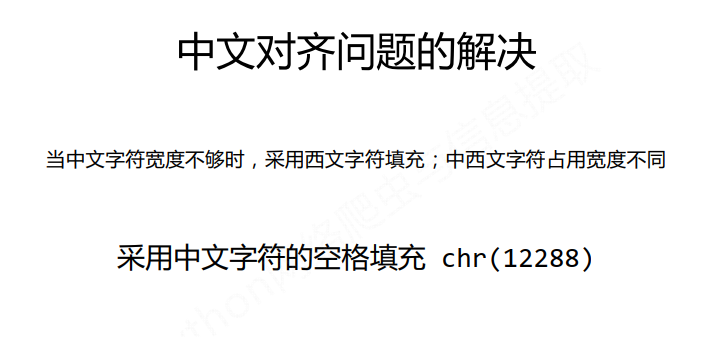 中文对齐问题的解决
当中文字符宽度不够时，采用西文字符填充；中西文字符占用宽度不同
采用中文字符的空格填充 chr(12288)